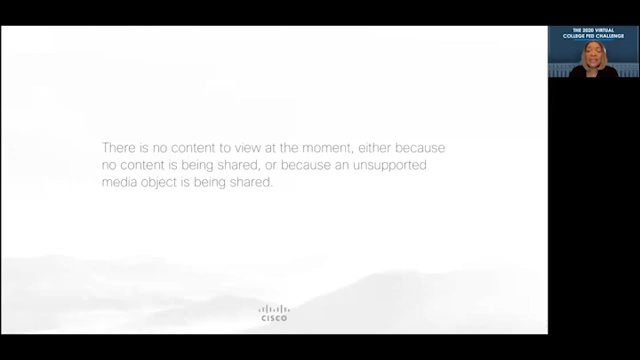 There is no content to view at the moment, either because
no content is being shared, or because an unsupported
media object is being shared.
CISCO
THE 2020 VIRTUAL
COLLEGE FED CHALLENGE